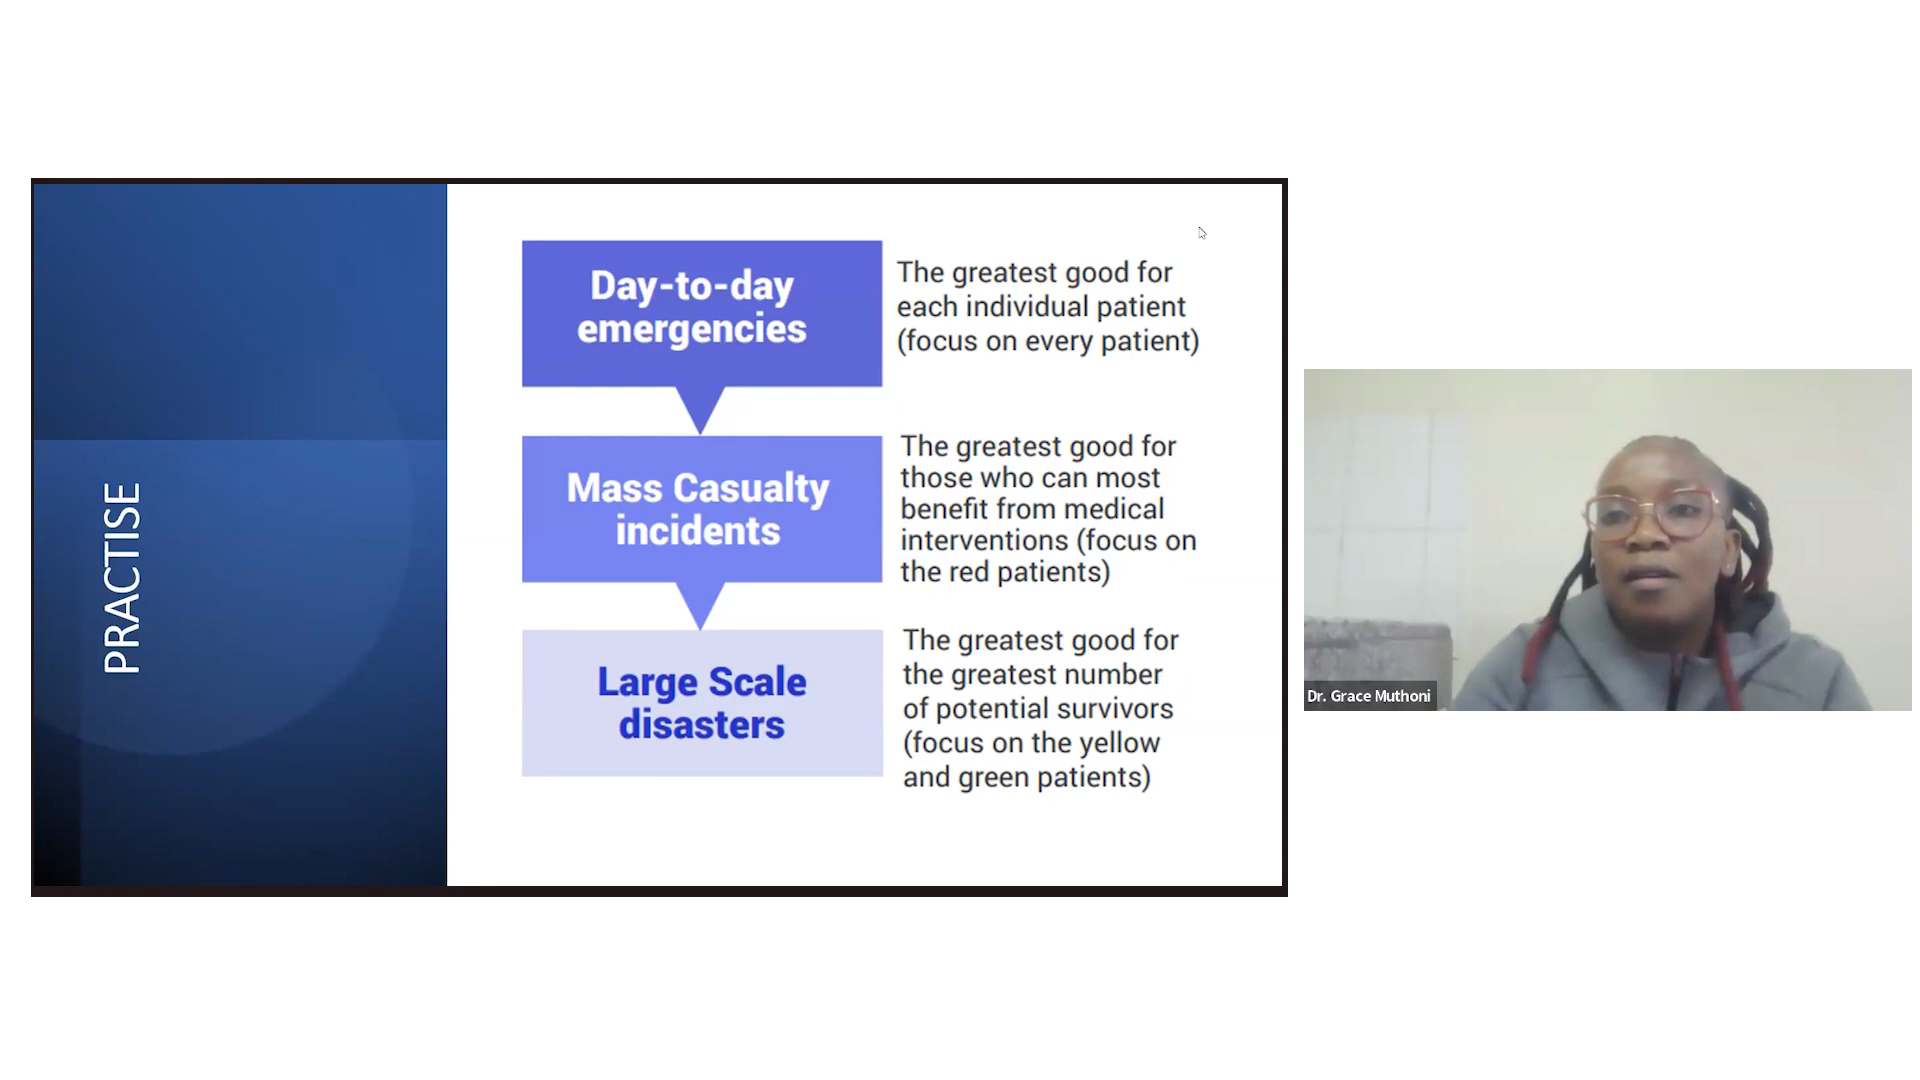 PRACTISE
Day-to-day
emergencies
The greatest good for
each individual patient
(focus on every patient)
Mass Casualty
incidents
The greatest good for
those who can most
benefit from medical
interventions (focus on
the red patients)
Large Scale
disasters
The greatest good for
the greatest number
of potential survivors
(focus on the yellow
and green patients)
Dr. Grace Muthoni